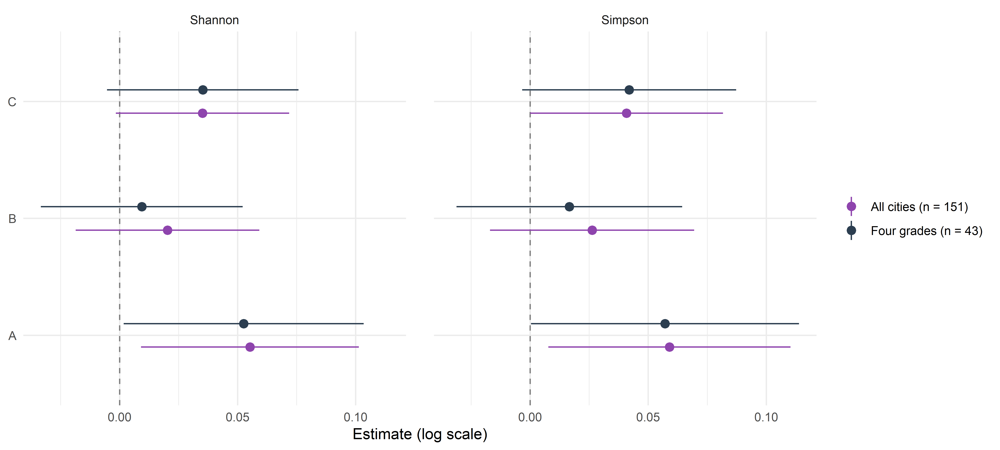 Shannon
Simpson
C
B
A
All cities (n = 151)
Four grades (n = 43)
0.00 0.05 0.10 0.00 0.05 0.10
Estimate (log scale)